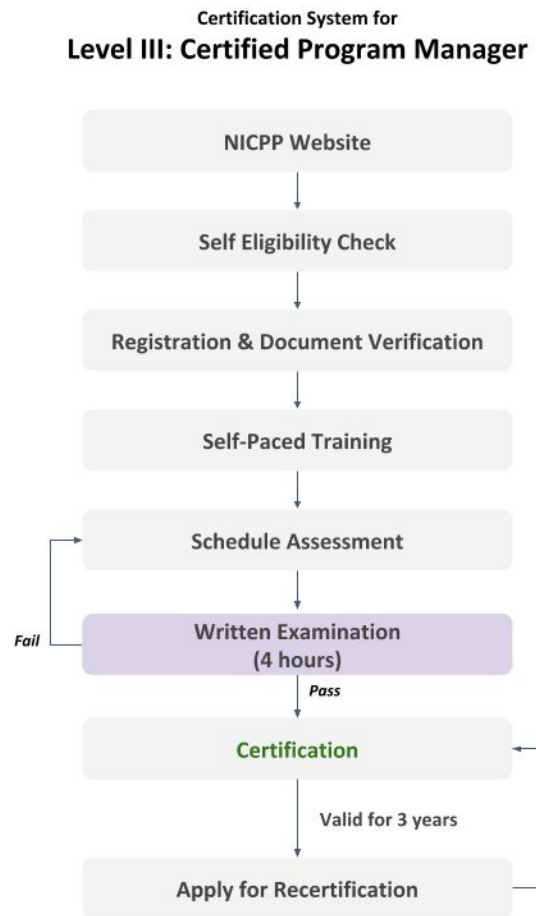 Certification System for
Level III: Certified Program Manager
NICPP Website
Self Eligibility Check
Registration & Document Verification
Self-Paced Training
Schedule Assessment
Fail
Written Examination
(4 hours)
Pass
Certification
Valid for 3 years
Apply for Recertification